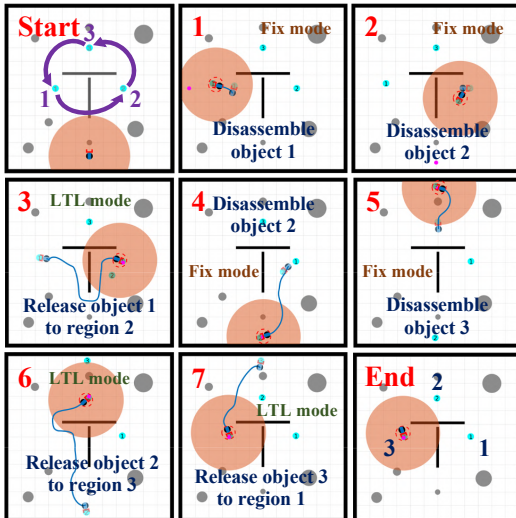 Start
3
1
2
1
Fix mode
Disassemble
object 1
2
Fix mode
Disassemble
object 2
3
LTL mode
Release object 1
to region 2
4
Disassemble
object 2
Fix mode
5
Fix mode
Disassemble
object 3
6
LTL mode
Release object 2
to region 3
7
LTL mode
Release object 3
to region 1
End
2
3
1